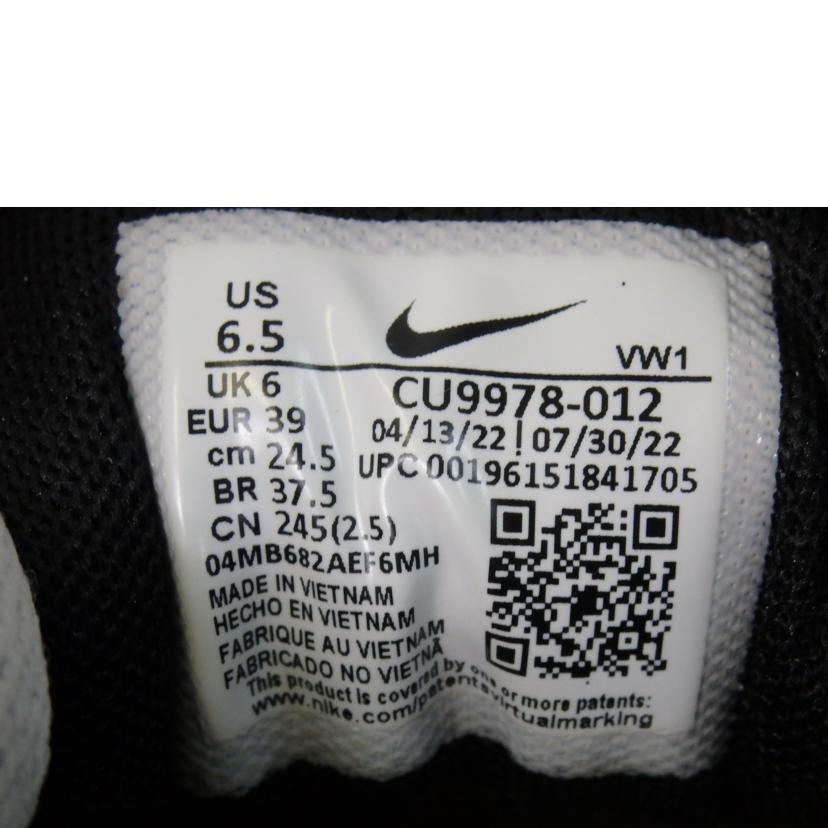 US
6.5
VW1
UK 6
EUR 39
cm 24.5
BR 37.5
CN 245(2.5)
CU9978-012
04/13/22 | 07/30/22
UPC 00196151841705
04MB682AEF6MH
MADE IN VIETNAM
HECHO EN VIETNAM
FABRIQUE AU VIETNAM
FABRICADO NO VIETNÃ
This product is covered by one or more patents:
www.nike.com/patentsvirtualmarking